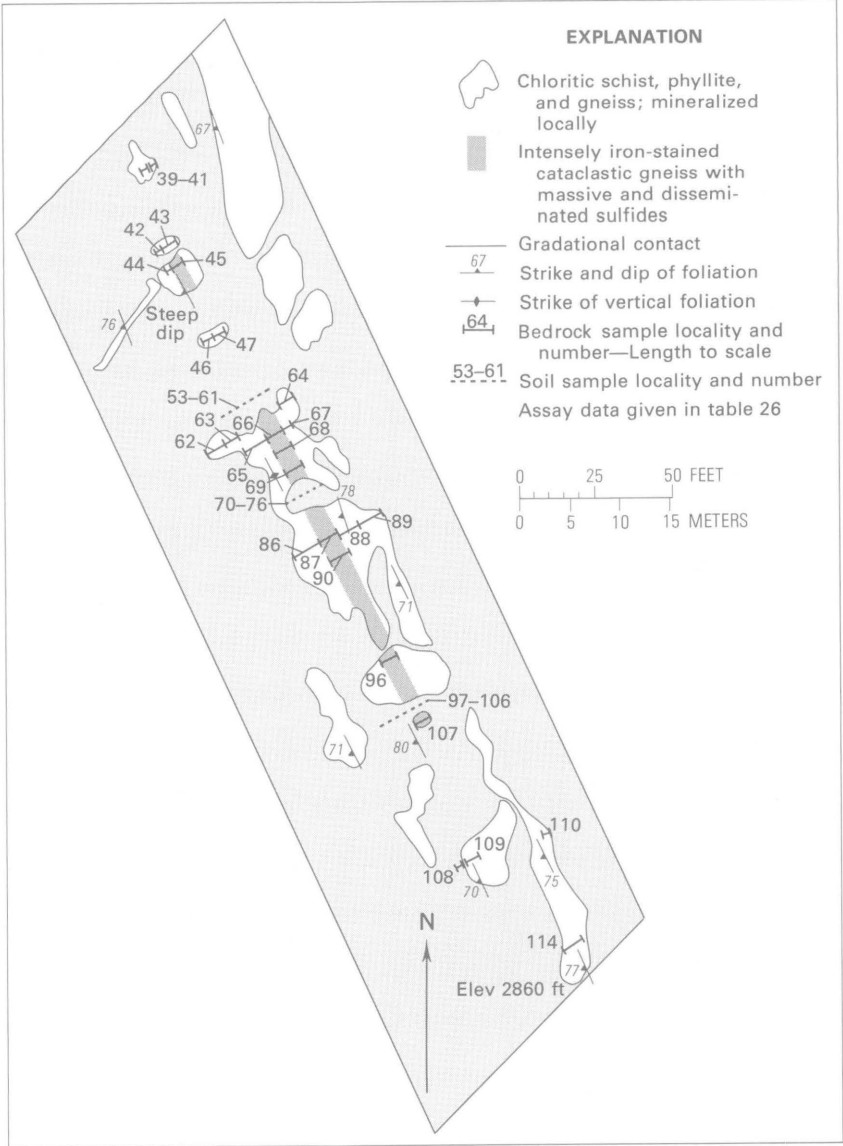 EXPLANATION
Chloritic schist, phyllite,
and gneiss; mineralized
locally
Intensely iron-stained
cataclastic gneiss with
massive and dissemi-
nated sulfides
Gradational contact
67
Strike and dip of foliation
Strike of vertical foliation
64
Bedrock sample locality and
number—Length to scale
53–61
Soil sample locality and number
Assay data given in table 26
0 25 50 FEET
0 5 10 15 METERS
67
39–41
43
42
44
45
Steep
dip
76
47
46
53–61
64
63
66
67
62
68
65
69
70–76
78
89
86
88
87
90
71
96
97–106
107
71
80
110
109
108
75
70
N
114
77
Elev 2860 ft